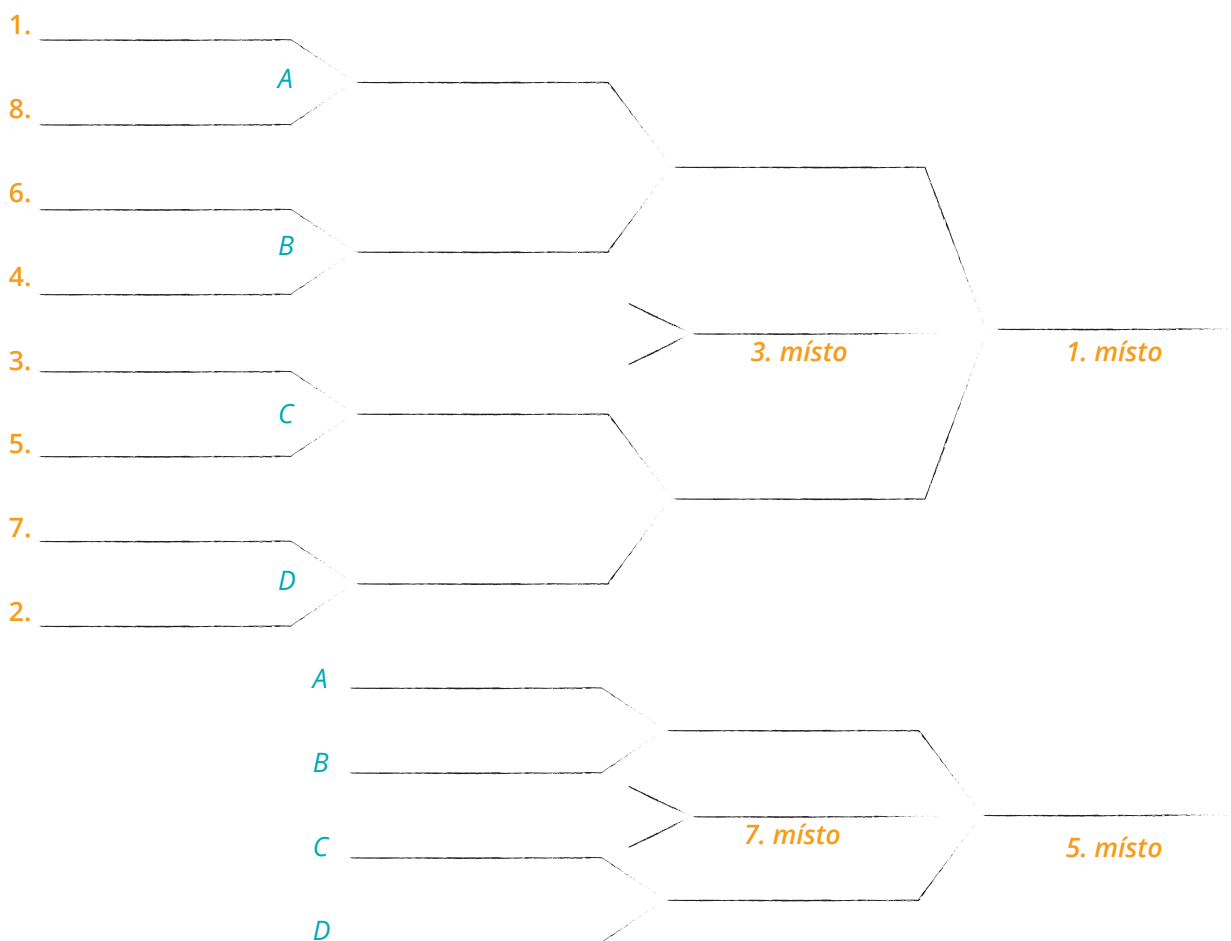 1.
A
8.
6.
B
4.
3. místo
1. místo
3.
C
5.
7.
D
2.
A
B
7. místo
C
5. místo
D